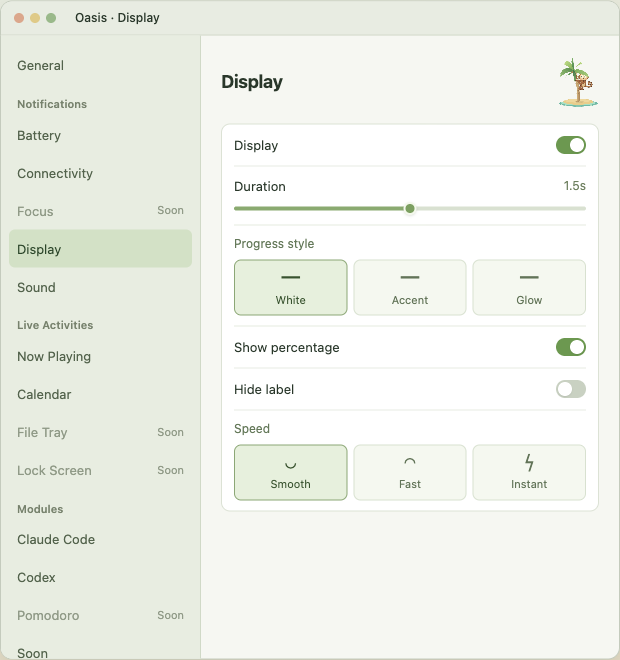 Oasis · Display
General
Notifications
Battery
Connectivity
Focus Soon
Display
Sound
Live Activities
Now Playing
Calendar
File Tray Soon
Lock Screen Soon
Modules
Claude Code
Codex
Pomodoro Soon
Soon
Display
Display
Duration 1.5s
Progress style
White Accent Glow
Show percentage
Hide label
Speed
Smooth Fast Instant